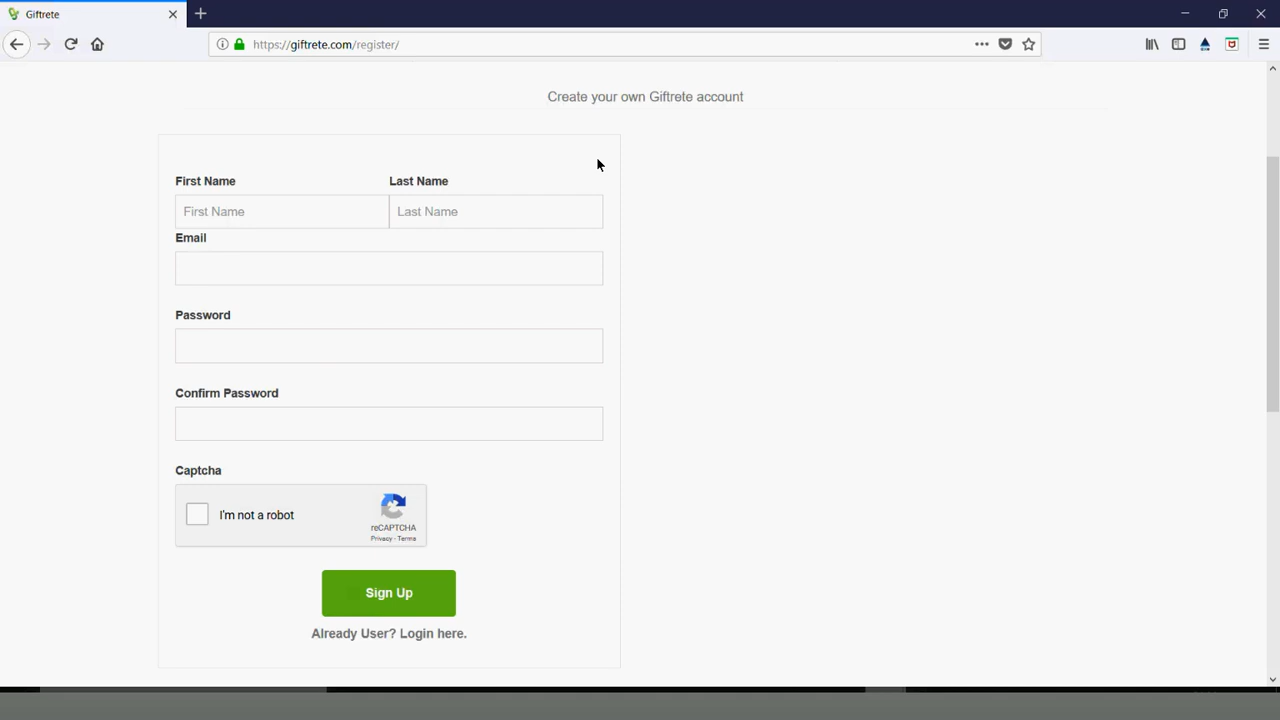 Giftrete
https://giftrete.com/register/
Create your own Giftrete account
First Name Last Name
First Name Last Name
Email
Password
Confirm Password
Captcha
I'm not a robot
reCAPTCHA
Privacy - Terms
Sign Up
Already User? Login here.